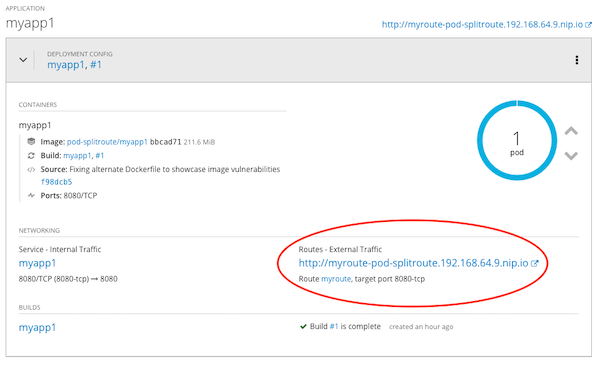 APPLICATION
myapp1
http://myroute-pod-splitroute.192.168.64.9.nip.io
DEPLOYMENT CONFIG
myapp1, #1
CONTAINERS
myapp1
Image: pod-splitroute/myapp1 bbcad71 211.6 MiB
Build: myapp1, #1
Source: Fixing alternate Dockerfile to showcase image vulnerabilities
f98dcb5
Ports: 8080/TCP
1
pod
NETWORKING
Service - Internal Traffic
myapp1
8080/TCP (8080-tcp) → 8080
Routes - External Traffic
http://myroute-pod-splitroute.192.168.64.9.nip.io
Route myroute, target port 8080-tcp
BUILDS
myapp1
Build #1 is complete created an hour ago